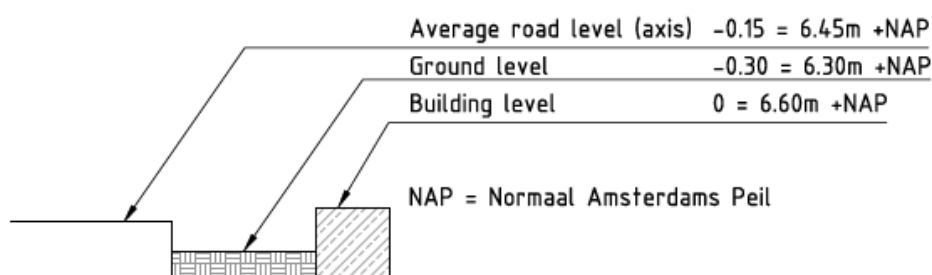 Average road level (axis) -0.15 = 6.45m +NAP
Ground level -0.30 = 6.30m +NAP
Building level 0 = 6.60m +NAP
NAP = Normaal Amsterdams Peil